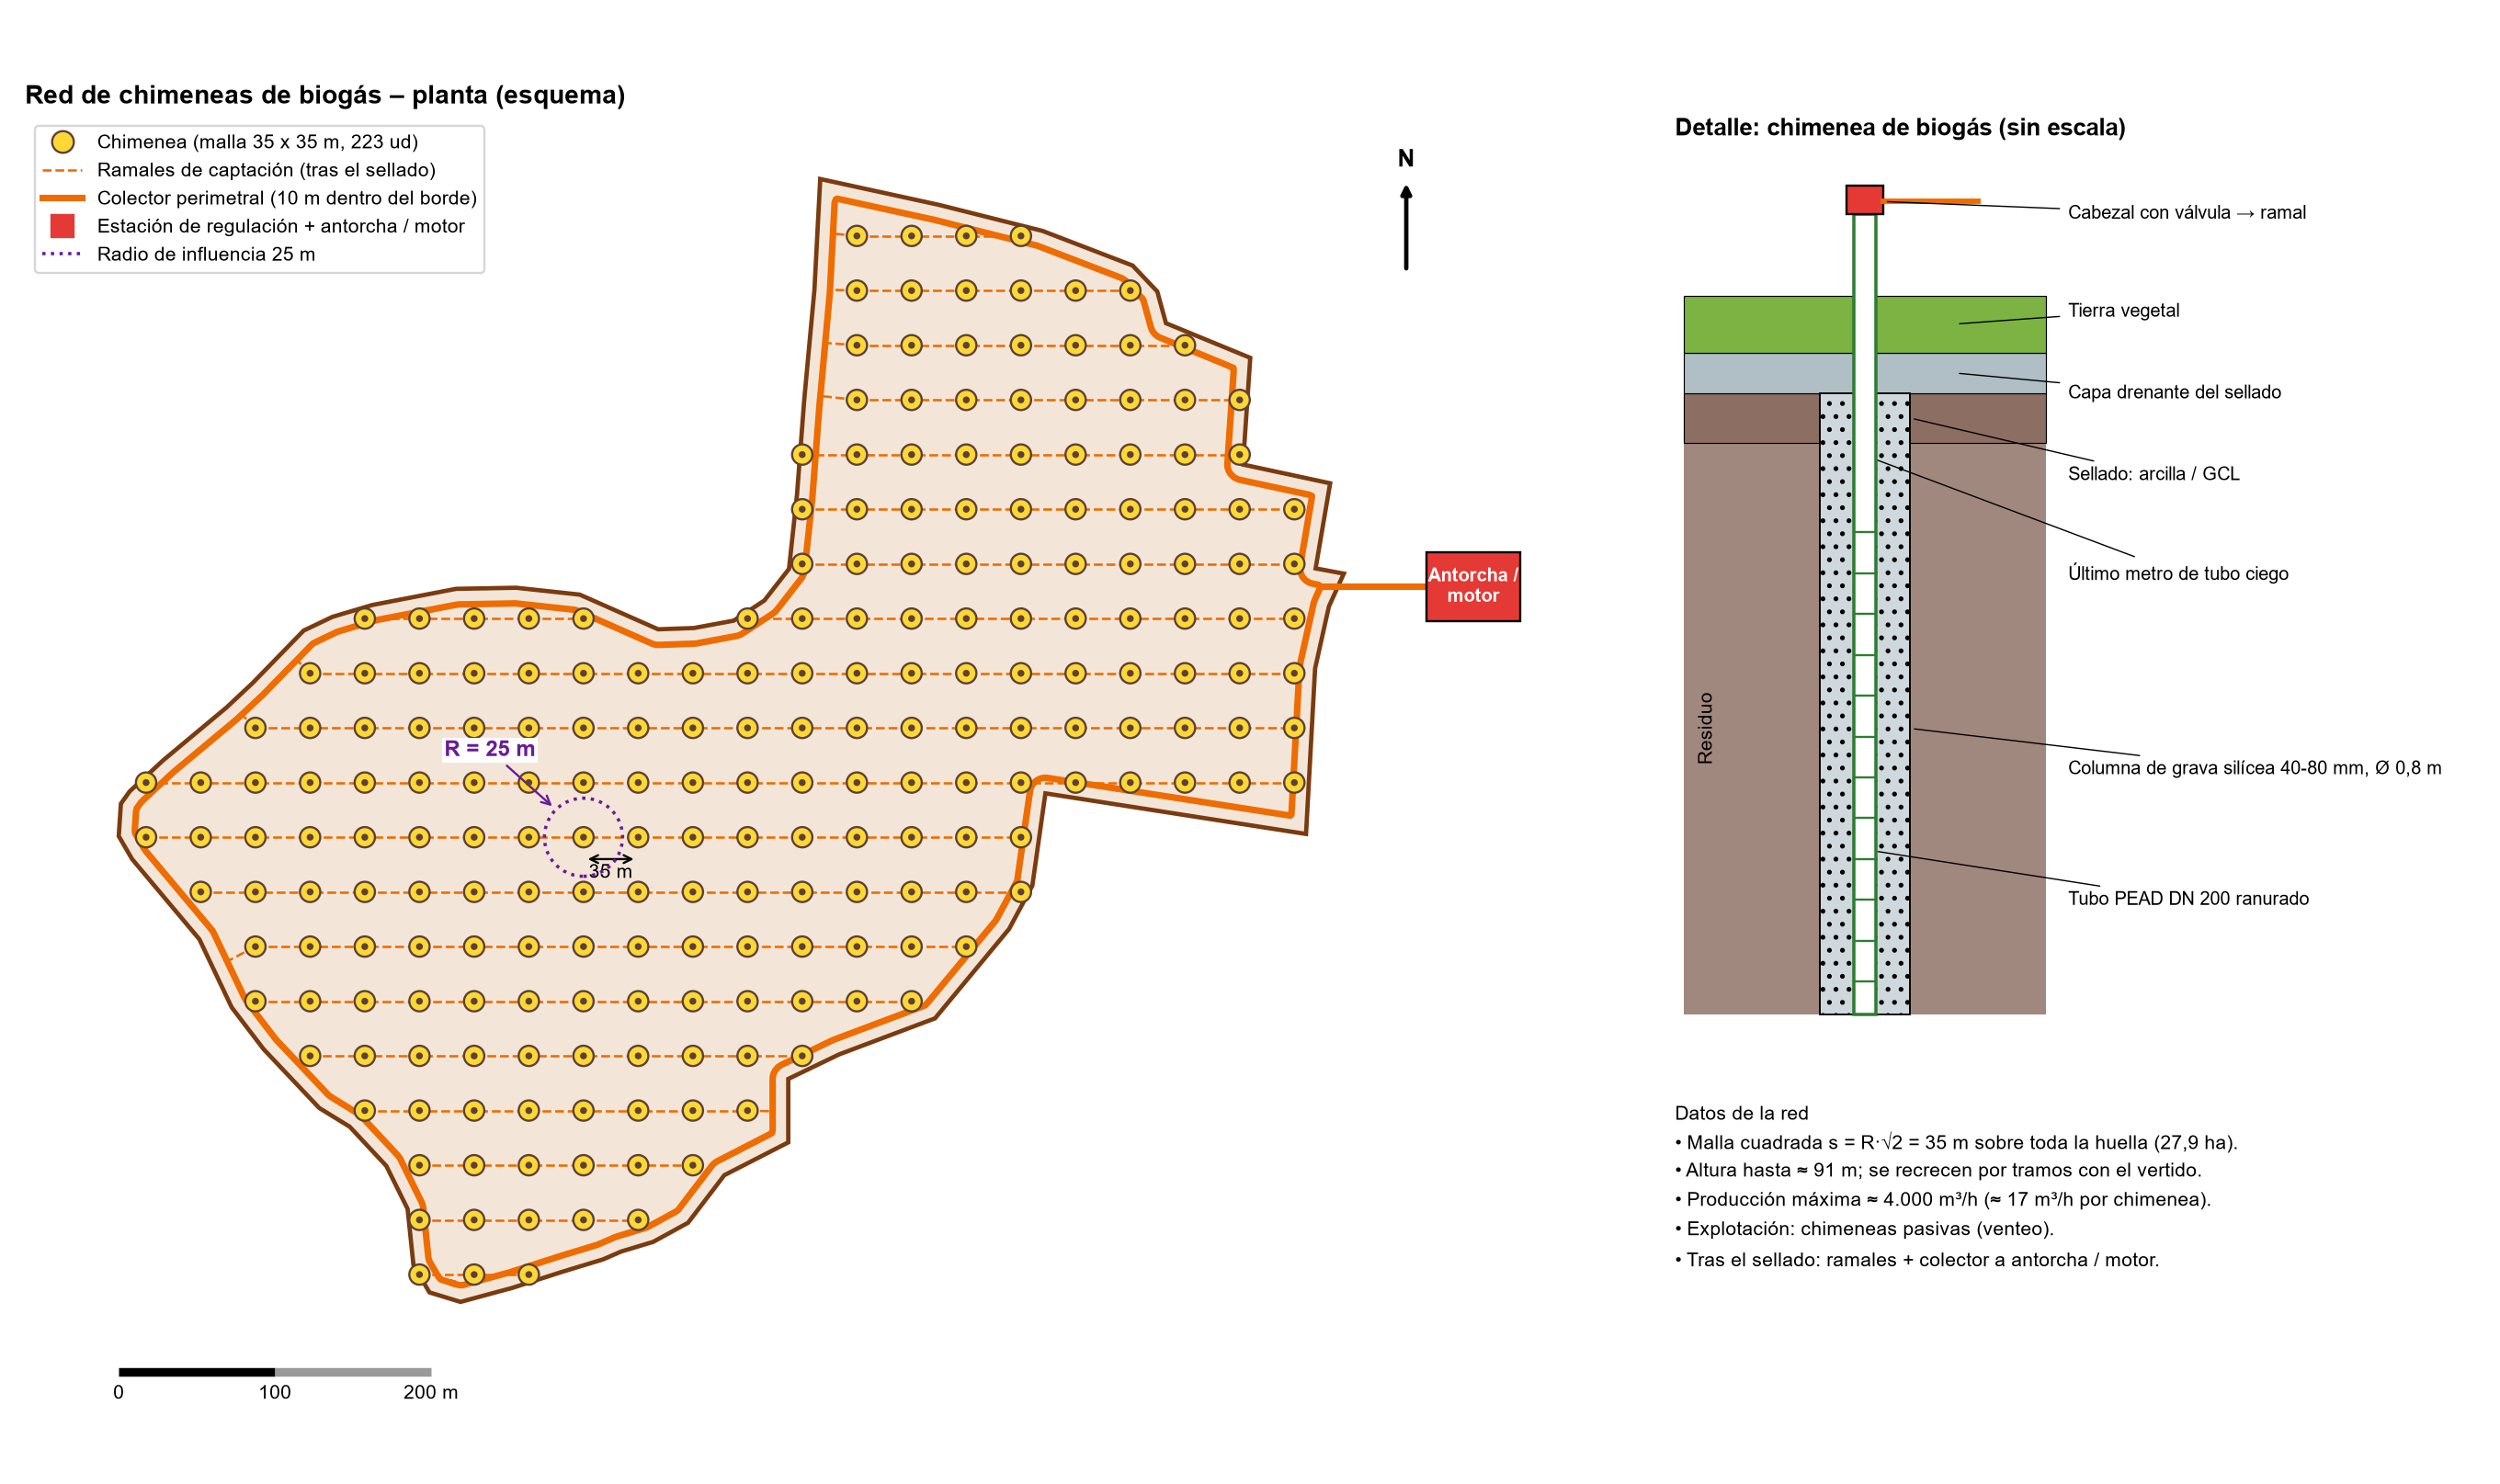 Red de chimeneas de biogás – planta (esquema)
Chimenea (malla 35 x 35 m, 223 ud)
Ramales de captación (tras el sellado)
Colector perimetral (10 m dentro del borde)
Estación de regulación + antorcha / motor
Radio de influencia 25 m
N
Antorcha /
motor
R = 25 m
35 m
0
100
200 m
Detalle: chimenea de biogás (sin escala)
Cabezal con válvula → ramal
Tierra vegetal
Capa drenante del sellado
Sellado: arcilla / GCL
Último metro de tubo ciego
Residuo
Columna de grava silícea 40-80 mm, Ø 0,8 m
Tubo PEAD DN 200 ranurado
Datos de la red
• Malla cuadrada s = R·√2 = 35 m sobre toda la huella (27,9 ha).
• Altura hasta ≈ 91 m; se recrecen por tramos con el vertido.
• Producción máxima ≈ 4.000 m³/h (≈ 17 m³/h por chimenea).
• Explotación: chimeneas pasivas (venteo).
• Tras el sellado: ramales + colector a antorcha / motor.